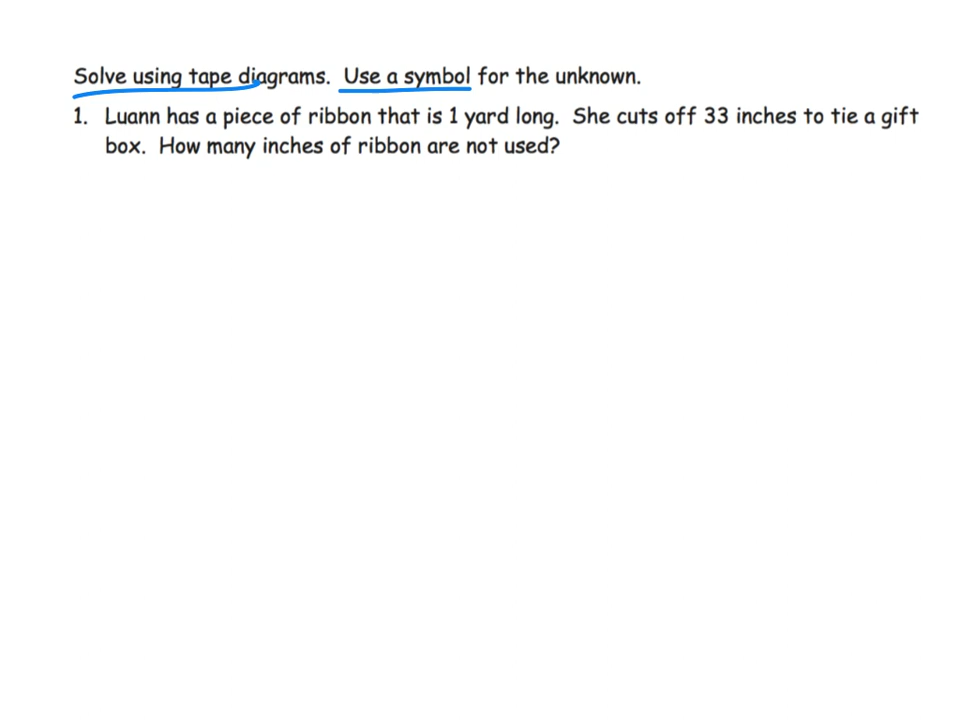 Solve using tape diagrams. Use a symbol for the unknown.
1. Luann has a piece of ribbon that is 1 yard long. She cuts off 33 inches to tie a gift
box. How many inches of ribbon are not used?